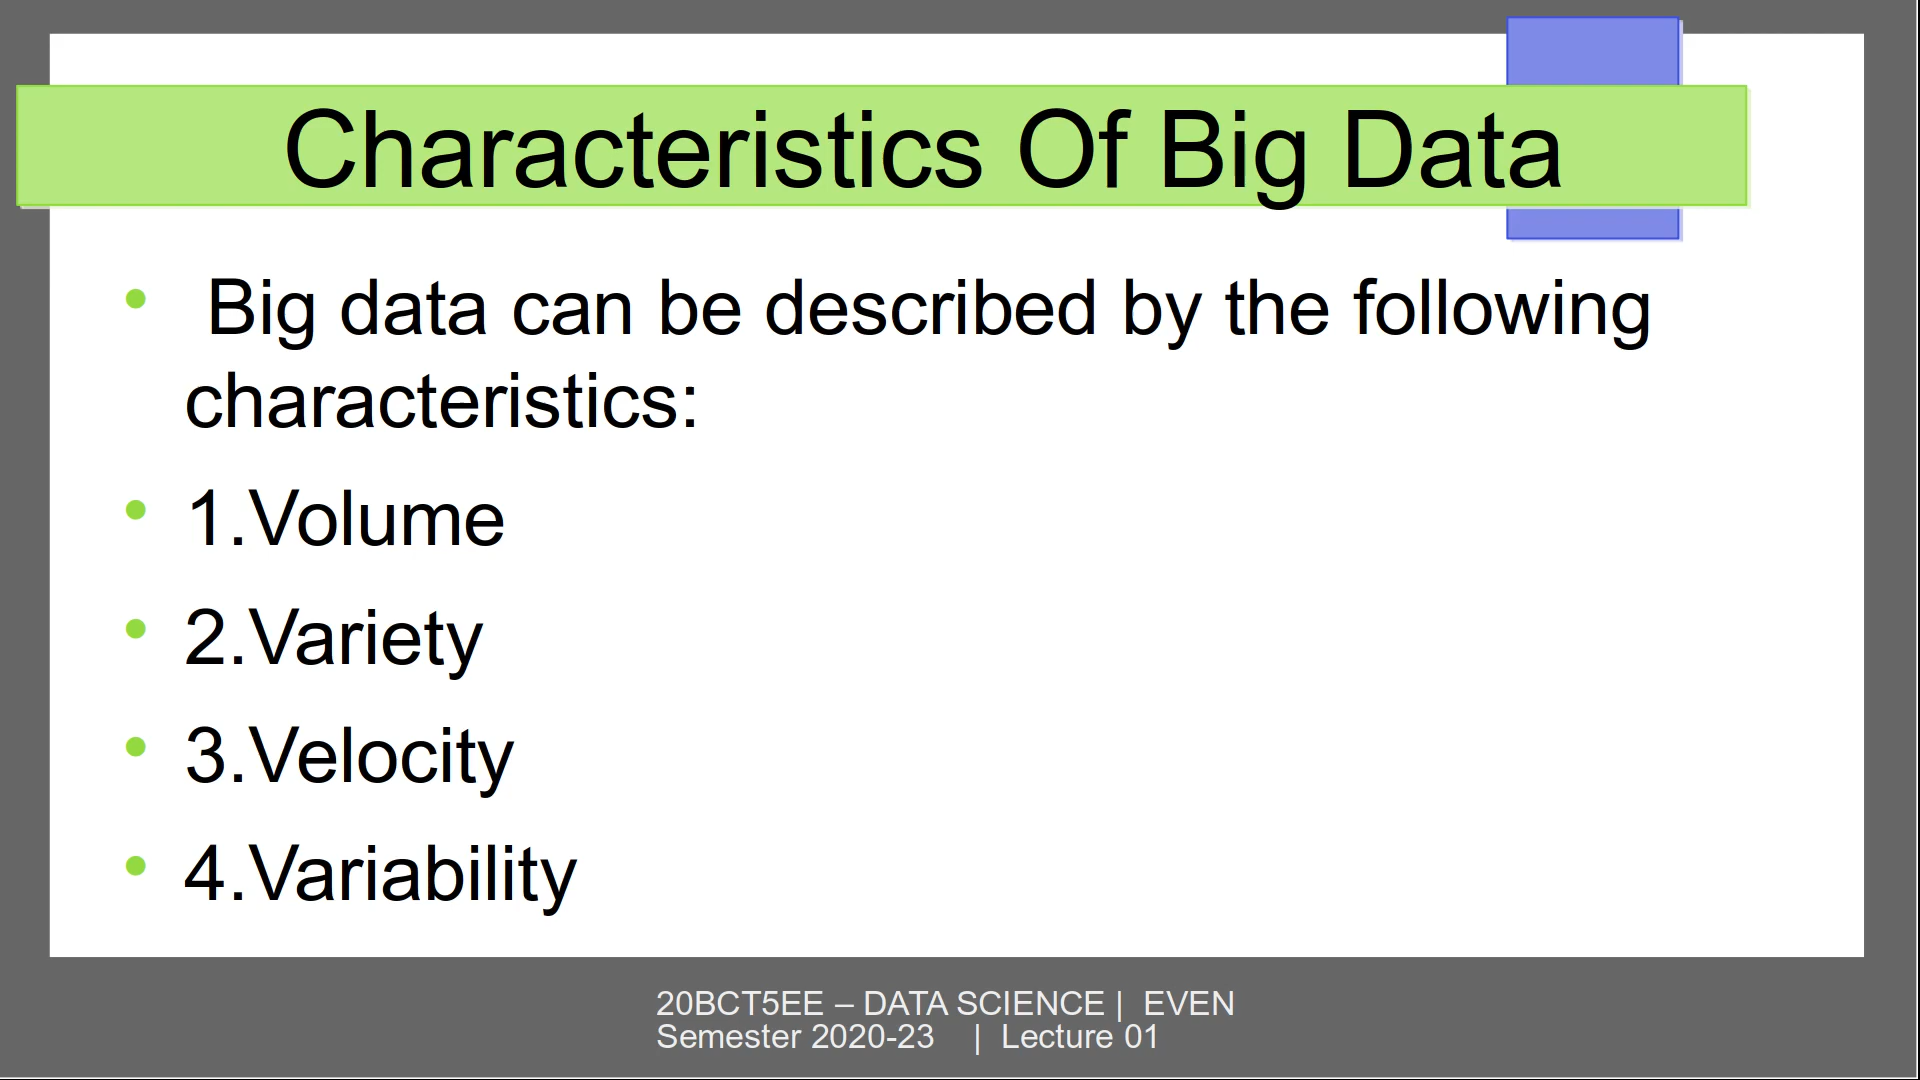 Characteristics Of Big Data
• Big data can be described by the following
characteristics:
• 1.Volume
• 2.Variety
• 3.Velocity
• 4.Variability
20BCT5EE – DATA SCIENCE | EVEN
Semester 2020-23 | Lecture 01